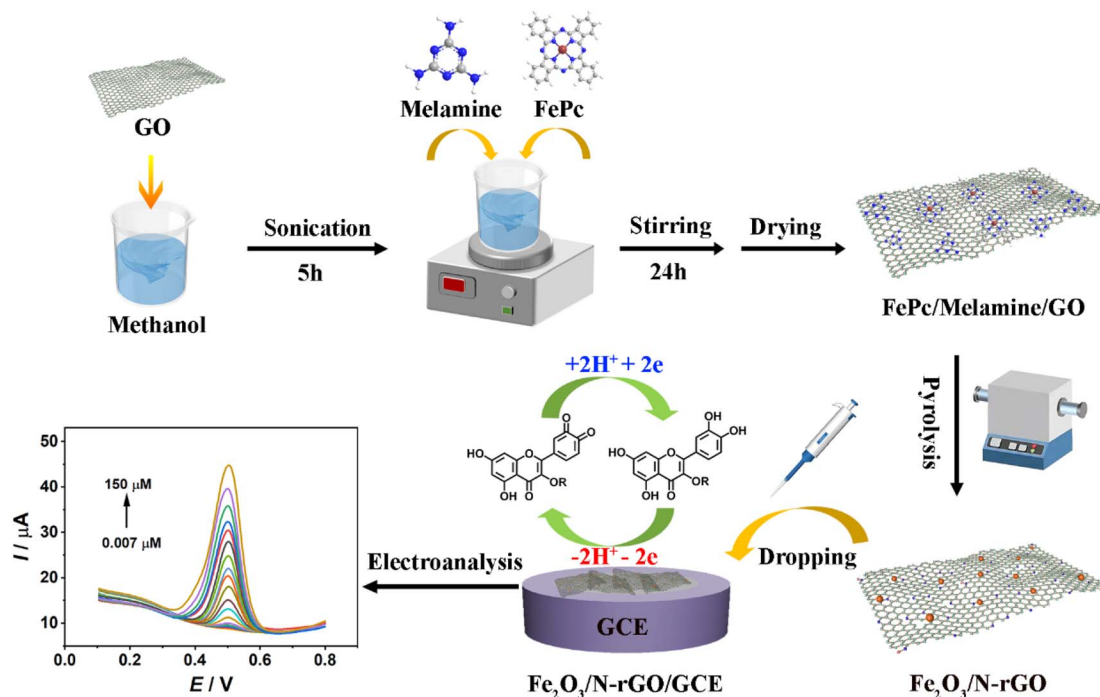 GO
Methanol
Sonication
5h
Melamine
FePc
Stirring
24h
Drying
FePc/Melamine/GO
Pyrolysis
Fe₂O₃/N-rGO
Dropping
+2H⁺ + 2e
O
O
HO
O
OR
OH
O
OH
OH
HO
O
OR
OH
O
-2H⁺ - 2e
GCE
Fe₂O₃/N-rGO/GCE
Electroanalysis
50
40
30
20
10
I / μA
150 μM
0.007 μM
0.0 0.2 0.4 0.6 0.8
E / V